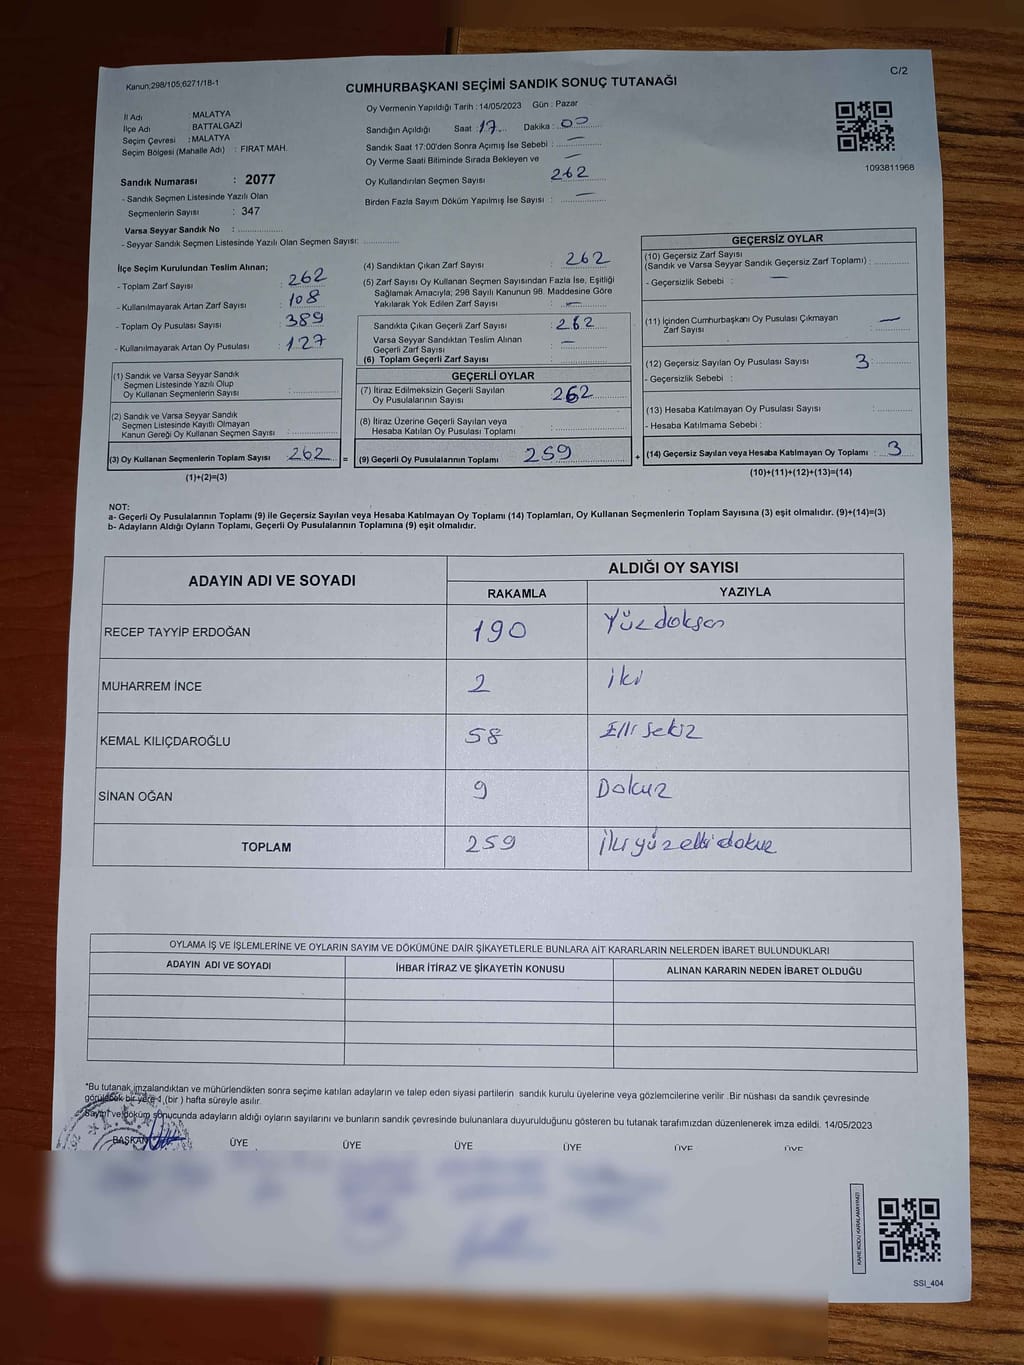 Kanun;298/105,6271/18-1
CUMHURBAŞKANI SEÇİMİ SANDIK SONUÇ TUTANAĞI
C/2
İl Adı : MALATYA
İlçe Adı BATTALGAZİ
Seçim Çevresi : MALATYA
Seçim Bölgesi (Mahalle Adı) : FIRAT MAH.
Sandık Numarası : 2077
- Sandık Seçmen Listesinde Yazılı Olan
Seçmenlerin Sayısı : 347
Varsa Seyyar Sandık No :
- Seyyar Sandık Seçmen Listesinde Yazılı Olan Seçmen Sayısı:
Oy Vermenin Yapıldığı Tarih : 14/05/2023 Gün : Pazar
Sandığın Açıldığı Saat : 17 Dakika : 00
Sandık Saat 17:00'den Sonra Açımış İse Sebebi : —
Oy Verme Saati Bitiminde Sırada Bekleyen ve —
Oy Kullandırılan Seçmen Sayısı 262
Birden Fazla Sayım Döküm Yapılmış İse Sayısı : —
1093811968
İlçe Seçim Kurulundan Teslim Alınan;
- Toplam Zarf Sayısı : 262
- Kullanılmayarak Artan Zarf Sayısı : 108
- Toplam Oy Pusulası Sayısı : 389
- Kullanılmayarak Artan Oy Pusulası : 127
(1) Sandık ve Varsa Seyyar Sandık
Seçmen Listesinde Yazılı Olup
Oy Kullanan Seçmenlerin Sayısı :
(2) Sandık ve Varsa Seyyar Sandık
Seçmen Listesinde Kayıtlı Olmayan
Kanun Gereği Oy Kullanan Seçmen Sayısı :
(3) Oy Kullanan Seçmenlerin Toplam Sayısı : 262
(1)+(2)=(3)
(4) Sandıktan Çıkan Zarf Sayısı : 262
(5) Zarf Sayısı Oy Kullanan Seçmen Sayısından Fazla İse, Eşitliği
Sağlamak Amacıyla; 298 Sayılı Kanunun 98. Maddesine Göre
Yakılarak Yok Edilen Zarf Sayısı : —
Sandıkta Çıkan Geçerli Zarf Sayısı : 262
Varsa Seyyar Sandıktan Teslim Alınan
Geçerli Zarf Sayısı : —
(6) Toplam Geçerli Zarf Sayısı
GEÇERLİ OYLAR
(7) İtiraz Edilmeksizin Geçerli Sayılan
Oy Pusulalarının Sayısı : 262
(8) İtiraz Üzerine Geçerli Sayılan veya
Hesaba Katılan Oy Pusulası Toplamı :
= (9) Geçerli Oy Pusulalarının Toplamı 259
GEÇERSİZ OYLAR
(10) Geçersiz Zarf Sayısı
(Sandık ve Varsa Seyyar Sandık Geçersiz Zarf Toplamı) :
- Geçersizlik Sebebi : —
(11) İçinden Cumhurbaşkanı Oy Pusulası Çıkmayan
Zarf Sayısı —
(12) Geçersiz Sayılan Oy Pusulası Sayısı 3
- Geçersizlik Sebebi :
(13) Hesaba Katılmayan Oy Pusulası Sayısı :
- Hesaba Katılmama Sebebi :
+ (14) Geçersiz Sayılan veya Hesaba Katılmayan Oy Toplamı : 3
(10)+(11)+(12)+(13)=(14)
NOT:
a- Geçerli Oy Pusulalarının Toplamı (9) ile Geçersiz Sayılan veya Hesaba Katılmayan Oy Toplamı (14) Toplamları, Oy Kullanan Seçmenlerin Toplam Sayısına (3) eşit olmalıdır. (9)+(14)=(3)
b- Adayların Aldığı Oyların Toplamı, Geçerli Oy Pusulalarının Toplamına (9) eşit olmalıdır.
ADAYIN ADI VE SOYADI ALDIĞI OY SAYISI
RAKAMLA YAZIYLA
RECEP TAYYİP ERDOĞAN 190 Yüzdoksan
MUHARREM İNCE 2 iki
KEMAL KILIÇDAROĞLU 58 Elli sekiz
SİNAN OĞAN 9 Dokuz
TOPLAM 259 ikiyüzellidokuz
OYLAMA İŞ VE İŞLEMLERİNE VE OYLARIN SAYIM VE DÖKÜMÜNE DAİR ŞİKAYETLERLE BUNLARA AİT KARARLARIN NELERDEN İBARET BULUNDUKLARI
ADAYIN ADI VE SOYADI İHBAR İTİRAZ VE ŞİKAYETİN KONUSU ALINAN KARARIN NEDEN İBARET OLDUĞU
*Bu tutanak imzalandıktan ve mühürlendikten sonra seçime katılan adayların ve talep eden siyasi partilerin sandık kurulu üyelerine veya gözlemcilerine verilir .Bir nüshası da sandık çevresinde
görülecek bir yere 1 (bir ) hafta süreyle asılır.
Sayım ve döküm sonucunda adayların aldığı oyların sayılarını ve bunların sandık çevresinde bulunanlara duyurulduğunu gösteren bu tutanak tarafımızdan düzenlenerek imza edildi. 14/05/2023
BAŞKAN ÜYE ÜYE ÜYE ÜYE ÜYE ÜYE
KARE KODU KARALAMAYINIZ!
SSI_404